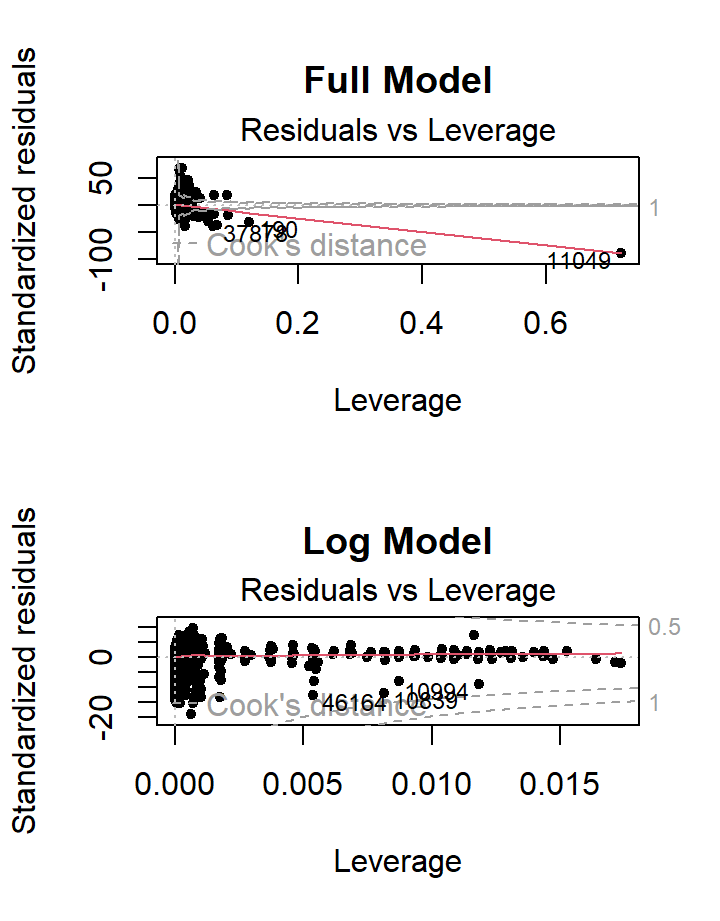 Full Model
Residuals vs Leverage
Standardized residuals
50
-100
1
190
Cook's distance
11049
0.0 0.2 0.4 0.6
Leverage
Log Model
Residuals vs Leverage
Standardized residuals
0
-20
0.5
1
10994
46164 10839
Cook's distance
0.000 0.005 0.010 0.015
Leverage